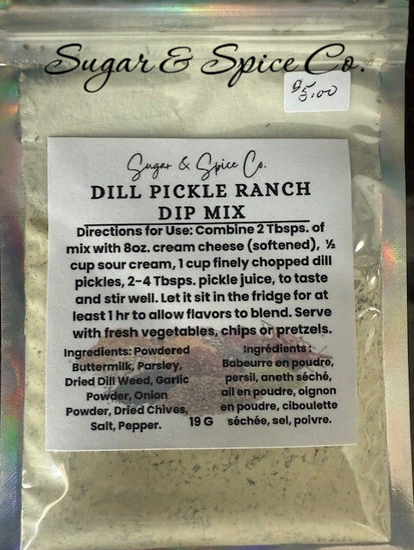 Sugar & Spice Co.
$5.00
Sugar & Spice Co.
DILL PICKLE RANCH
DIP MIX
Directions for Use: Combine 2 Tbsps. of
mix with 8oz. cream cheese (softened), ½
cup sour cream, 1 cup finely chopped dill
pickles, 2-4 Tbsps. pickle juice, to taste
and stir well. Let it sit in the fridge for at
least 1 hr to allow flavors to blend. Serve
with fresh vegetables, chips or pretzels.
Ingredients: Powdered
Buttermilk, Parsley,
Dried Dill Weed, Garlic
Powder, Onion
Powder, Dried Chives,
Salt, Pepper.
19 G
Ingrédients :
Babeurre en poudre,
persil, aneth séché,
ail en poudre, oignon
en poudre, ciboulette
séchée, sel, poivre.